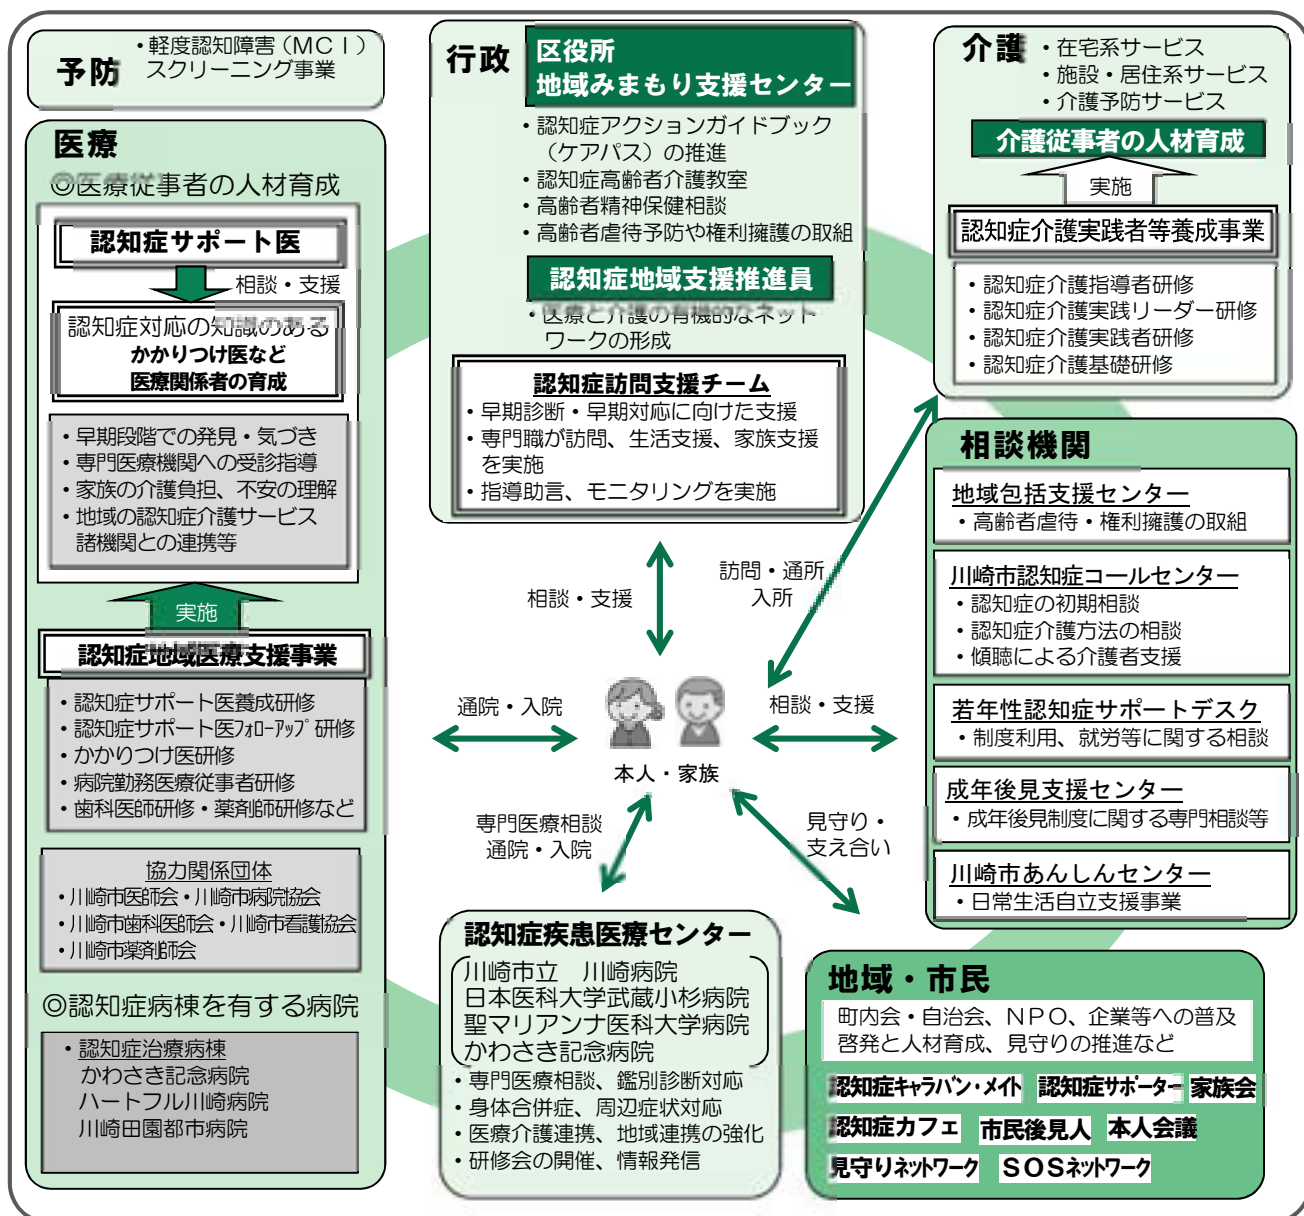 予防
・軽度認知障害(MCI)
スクリーニング事業
医療
◎医療従事者の人材育成
認知症サポート医
相談・支援
認知症対応の知識のある
かかりつけ医など
医療関係者の育成
・早期段階での発見・気づき
・専門医療機関への受診指導
・家族の介護負担、不安の理解
・地域の認知症介護サービス
諸機関との連携等
実施
認知症地域医療支援事業
・認知症サポート医養成研修
・認知症サポート医フォローアップ研修
・かかりつけ医研修
・病院勤務医療従事者研修
・歯科医師研修・薬剤師研修など
協力関係団体
・川崎市医師会・川崎市病院協会
・川崎市歯科医師会・川崎市看護協会
・川崎市薬剤師会
◎認知症病棟を有する病院
・認知症治療病棟
かわさき記念病院
ハートフル川崎病院
川崎田園都市病院
行政
区役所
地域みまもり支援センター
・認知症アクションガイドブック
(ケアパス)の推進
・認知症高齢者介護教室
・高齢者精神保健相談
・高齢者虐待予防や権利擁護の取組
認知症地域支援推進員
・医療と介護の有機的なネット
ワークの形成
認知症訪問支援チーム
・早期診断・早期対応に向けた支援
・専門職が訪問、生活支援、家族支援
を実施
・指導助言、モニタリングを実施
相談・支援
訪問・通所
入所
通院・入院
相談・支援
本人・家族
専門医療相談
通院・入院
見守り・
支え合い
認知症疾患医療センター
川崎市立 川崎病院
日本医科大学武蔵小杉病院
聖マリアンナ医科大学病院
かわさき記念病院
・専門医療相談、鑑別診断対応
・身体合併症、周辺症状対応
・医療介護連携、地域連携の強化
・研修会の開催、情報発信
介護
・在宅系サービス
・施設・居住系サービス
・介護予防サービス
介護従事者の人材育成
実施
認知症介護実践者等養成事業
・認知症介護指導者研修
・認知症介護実践リーダー研修
・認知症介護実践者研修
・認知症介護基礎研修
相談機関
地域包括支援センター
・高齢者虐待・権利擁護の取組
川崎市認知症コールセンター
・認知症の初期相談
・認知症介護方法の相談
・傾聴による介護者支援
若年性認知症サポートデスク
・制度利用、就労等に関する相談
成年後見支援センター
・成年後見制度に関する専門相談等
川崎市あんしんセンター
・日常生活自立支援事業
地域・市民
町内会・自治会、NPO、企業等への普及
啓発と人材育成、見守りの推進など
認知症キャラバン・メイト 認知症サポーター 家族会
認知症カフェ 市民後見人 本人会議
見守りネットワーク SOSネットワーク